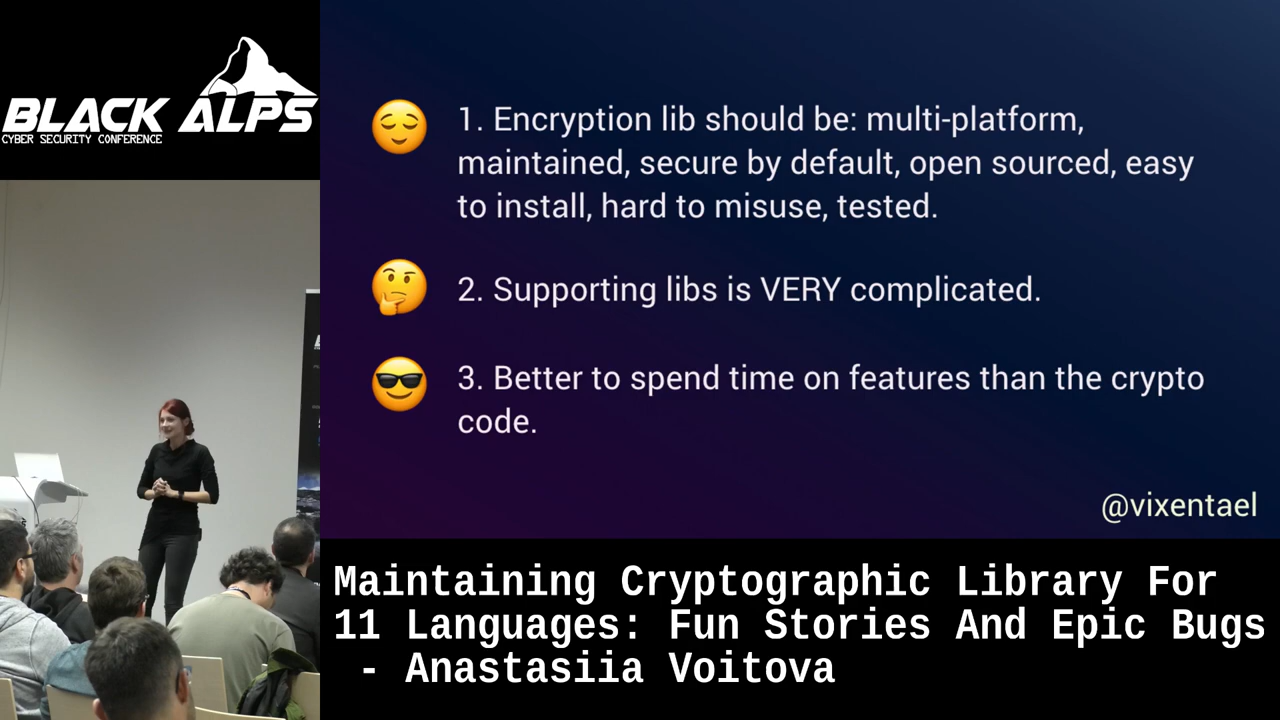 BLACK ALPS
CYBER SECURITY CONFERENCE
1. Encryption lib should be: multi-platform,
maintained, secure by default, open sourced, easy
to install, hard to misuse, tested.
2. Supporting libs is VERY complicated.
3. Better to spend time on features than the crypto
code.
@vixentael
Maintaining Cryptographic Library For
11 Languages: Fun Stories And Epic Bugs
- Anastasiia Voitova